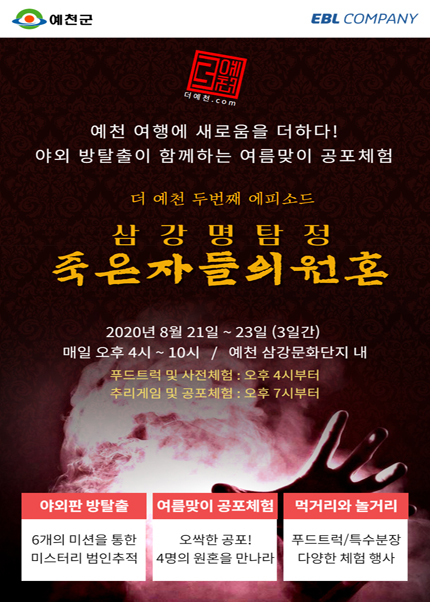 예천군
EBL COMPANY
더예천
더예천.com
예천 여행에 새로움을 더하다!
야외 방탈출이 함께하는 여름맞이 공포체험
더 예천 두번째 에피소드
삼강명탐정
죽은자들의원혼
2020년 8월 21일 ~ 23일 (3일간)
매일 오후 4시 ~ 10시 / 예천 삼강문화단지 내
푸드트럭 및 사전체험 : 오후 4시부터
추리게임 및 공포체험 : 오후 7시부터
야외판 방탈출
6개의 미션을 통한
미스터리 범인추적
여름맞이 공포체험
오싹한 공포!
4명의 원혼을 만나라
먹거리와 놀거리
푸드트럭/특수분장
다양한 체험 행사